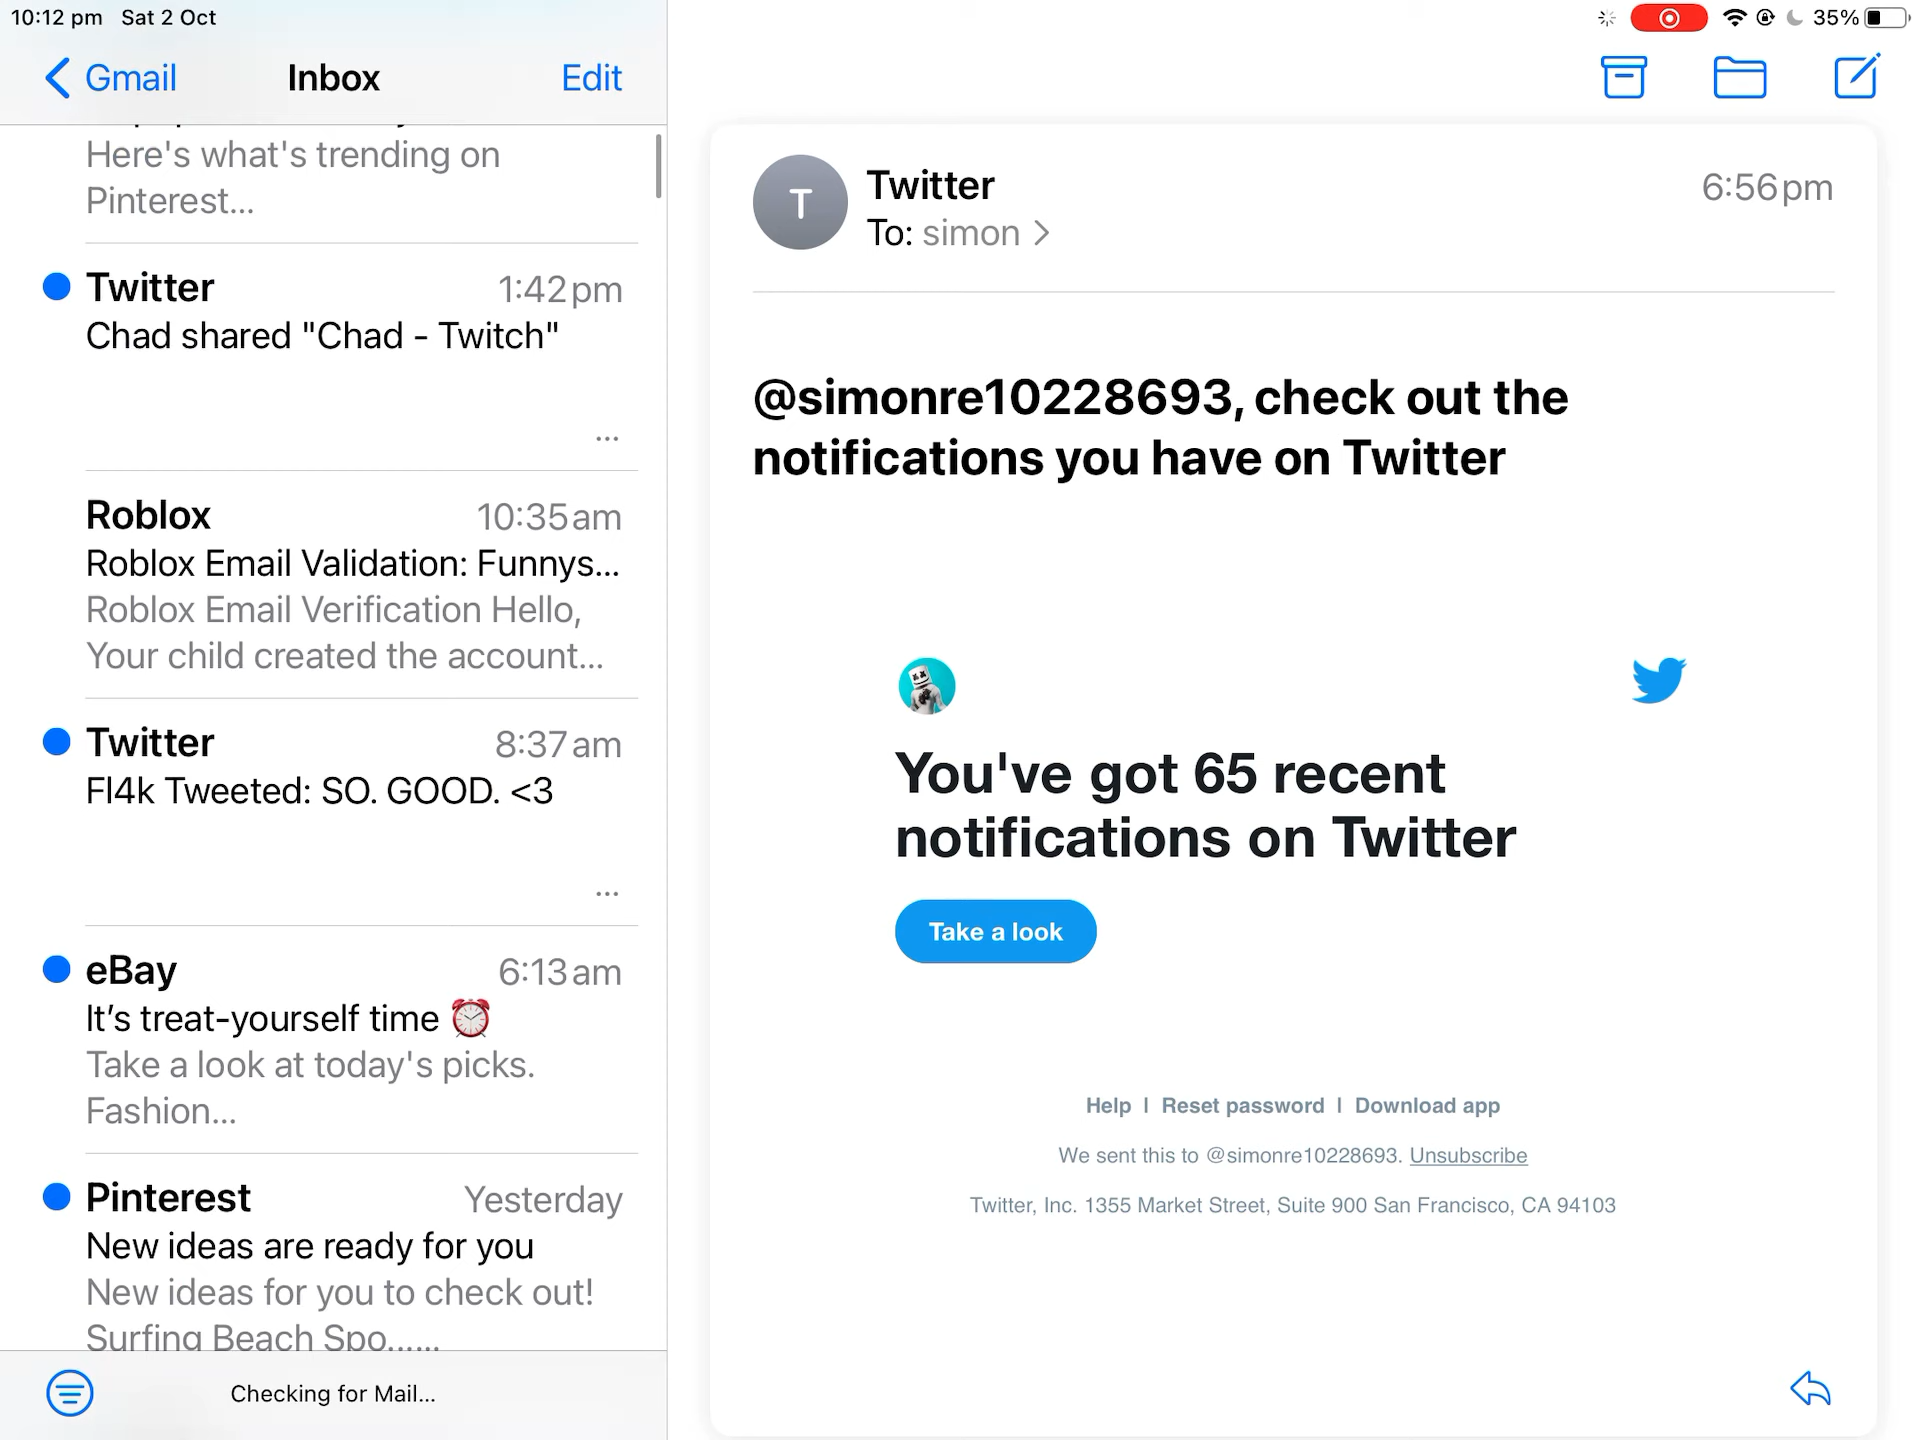 10:12 pm Sat 2 Oct
35%
Gmail
Inbox
Edit
Here's what's trending on
Pinterest...
Twitter 1:42 pm
Chad shared "Chad - Twitch"
...
Roblox 10:35 am
Roblox Email Validation: Funnys...
Roblox Email Verification Hello,
Your child created the account...
Twitter 8:37 am
Fl4k Tweeted: SO. GOOD. <3
...
eBay 6:13 am
It’s treat-yourself time ⏰
Take a look at today's picks.
Fashion...
Pinterest Yesterday
New ideas are ready for you
New ideas for you to check out!
Surfing Beach Spo......
Checking for Mail...
T
Twitter 6:56 pm
To: simon
@simonre10228693, check out the
notifications you have on Twitter
You've got 65 recent
notifications on Twitter
Take a look
Help | Reset password | Download app
We sent this to @simonre10228693. Unsubscribe
Twitter, Inc. 1355 Market Street, Suite 900 San Francisco, CA 94103